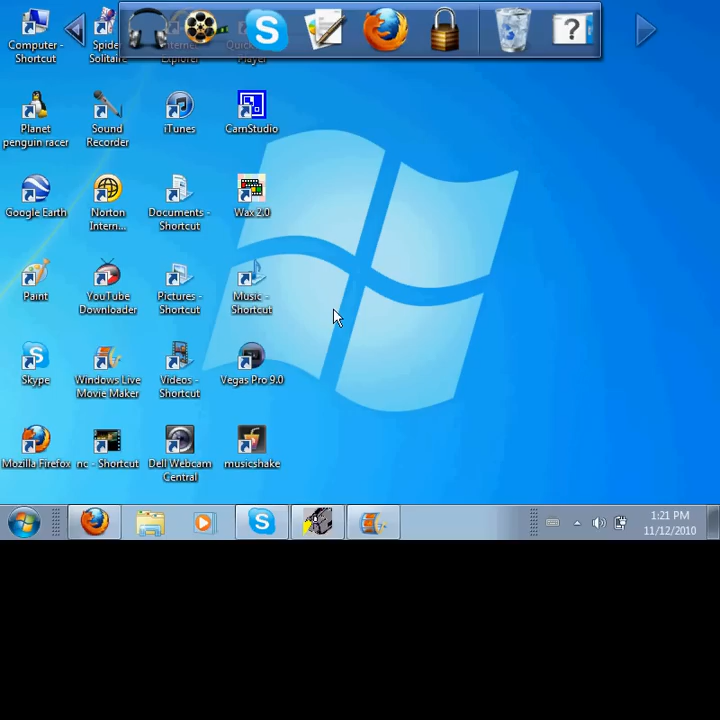 Computer - Shortcut
Spide Solitaire
Internet Explorer
Quick Player
?
Planet penguin racer
Sound Recorder
iTunes
CamStudio
Google Earth
Norton Intern...
Documents - Shortcut
Wax 2.0
Paint
YouTube Downloader
Pictures - Shortcut
Music - Shortcut
Skype
Windows Live Movie Maker
Videos - Shortcut
Vegas Pro 9.0
Mozilla Firefox
nc - Shortcut
Dell Webcam Central
musicshake
1:21 PM
11/12/2010